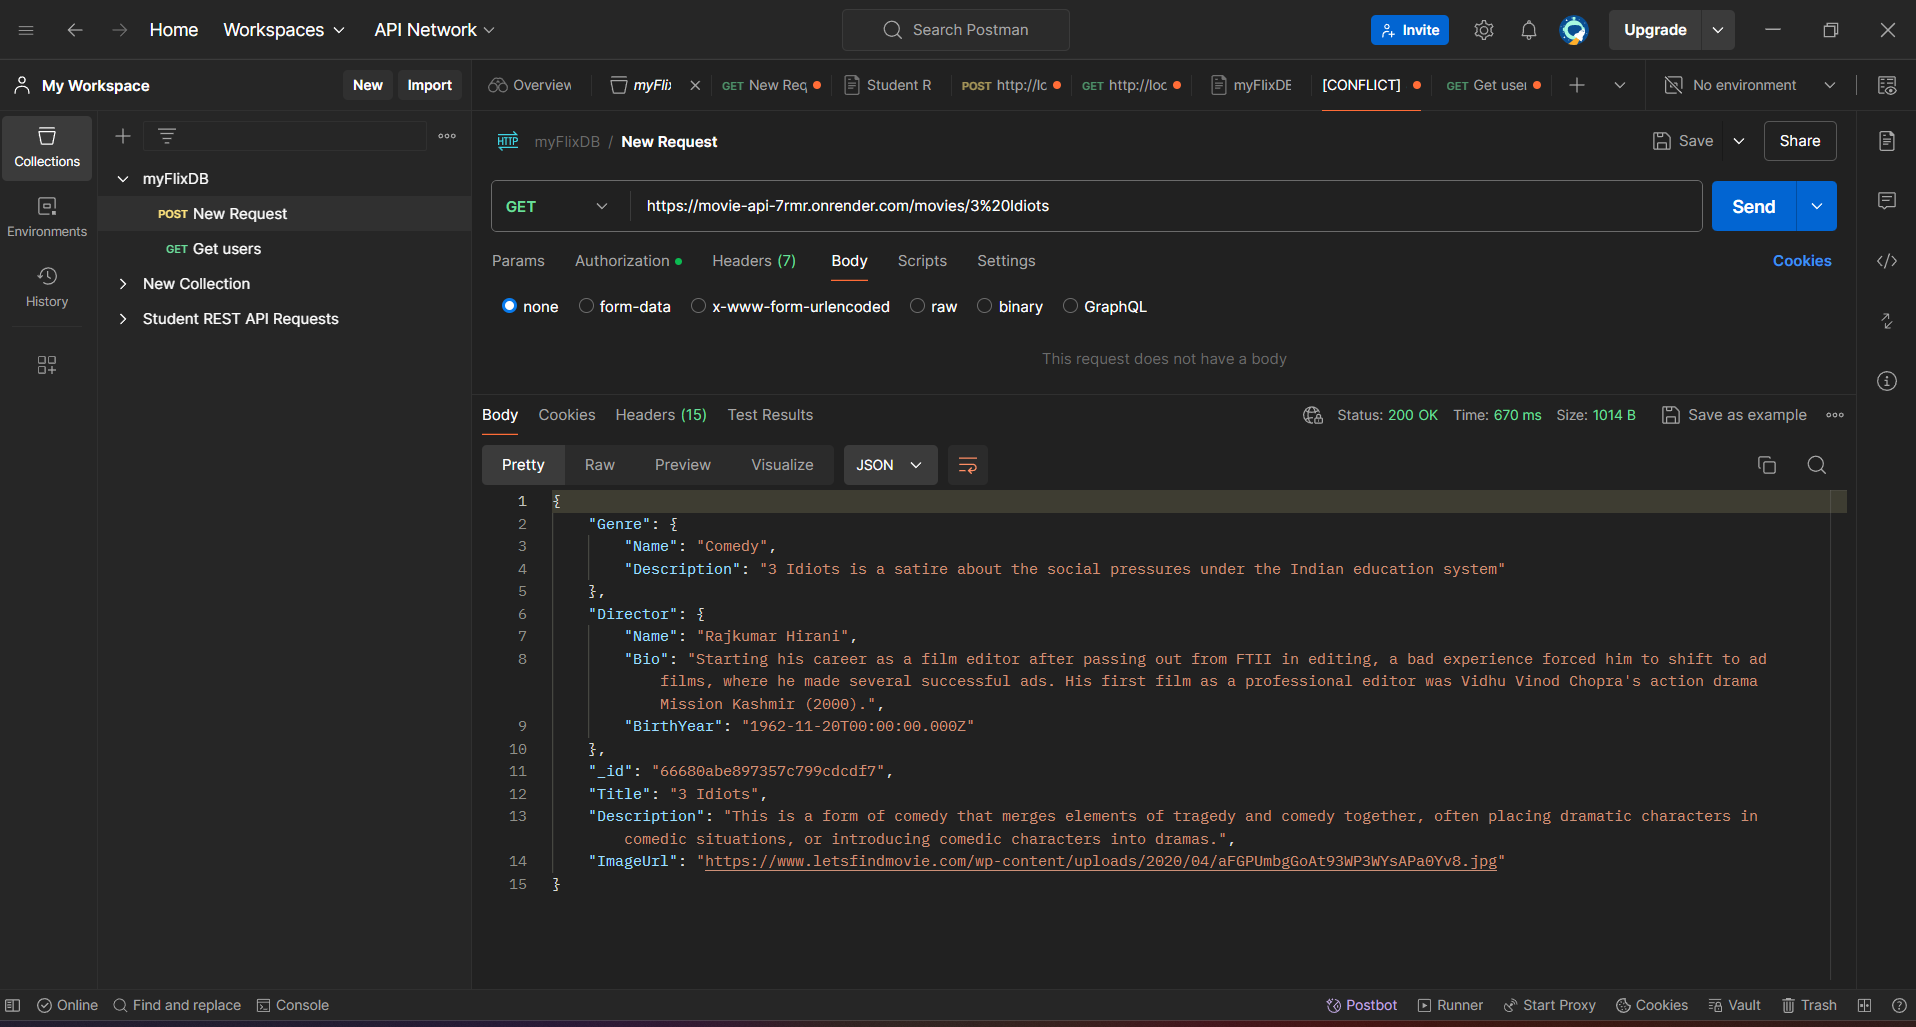 Home Workspaces API Network Search Postman Invite Upgrade
My Workspace New Import Overview myFlix GET New Req Student R POST http://lc GET http://loc myFlixDE [CONFLICT] GET Get user No environment
Collections
Environments
History
myFlixDB
POST New Request
GET Get users
New Collection
Student REST API Requests
HTTP myFlixDB / New Request Save Share
GET https://movie-api-7rmr.onrender.com/movies/3%20Idiots Send
Params Authorization Headers (7) Body Scripts Settings Cookies
none form-data x-www-form-urlencoded raw binary GraphQL
This request does not have a body
Body Cookies Headers (15) Test Results Status: 200 OK Time: 670 ms Size: 1014 B Save as example
Pretty Raw Preview Visualize JSON
1 {
2 "Genre": {
3 "Name": "Comedy",
4 "Description": "3 Idiots is a satire about the social pressures under the Indian education system"
5 },
6 "Director": {
7 "Name": "Rajkumar Hirani",
8 "Bio": "Starting his career as a film editor after passing out from FTII in editing, a bad experience forced him to shift to ad
films, where he made several successful ads. His first film as a professional editor was Vidhu Vinod Chopra's action drama
Mission Kashmir (2000).",
9 "BirthYear": "1962-11-20T00:00:00.000Z"
10 },
11 "_id": "66680abe897357c799cdcdf7",
12 "Title": "3 Idiots",
13 "Description": "This is a form of comedy that merges elements of tragedy and comedy together, often placing dramatic characters in
comedic situations, or introducing comedic characters into dramas.",
14 "ImageUrl": "https://www.letsfindmovie.com/wp-content/uploads/2020/04/aFGPUmbgGoAt93WP3WYsAPa0Yv8.jpg"
15 }
Online Find and replace Console Postbot Runner Start Proxy Cookies Vault Trash